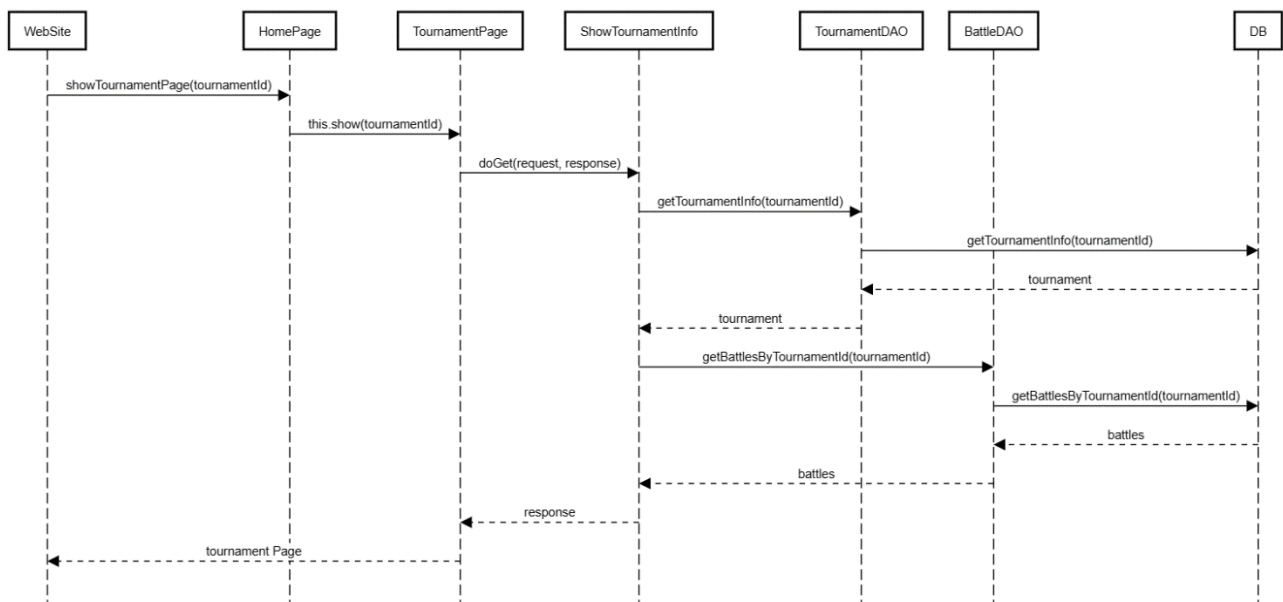 WebSite
HomePage
TournamentPage
ShowTournamentInfo
TournamentDAO
BattleDAO
DB
showTournamentPage(tournamentId)
this.show(tournamentId)
doGet(request, response)
getTournamentInfo(tournamentId)
getTournamentInfo(tournamentId)
tournament
tournament
getBattlesByTournamentId(tournamentId)
getBattlesByTournamentId(tournamentId)
battles
battles
response
tournament Page